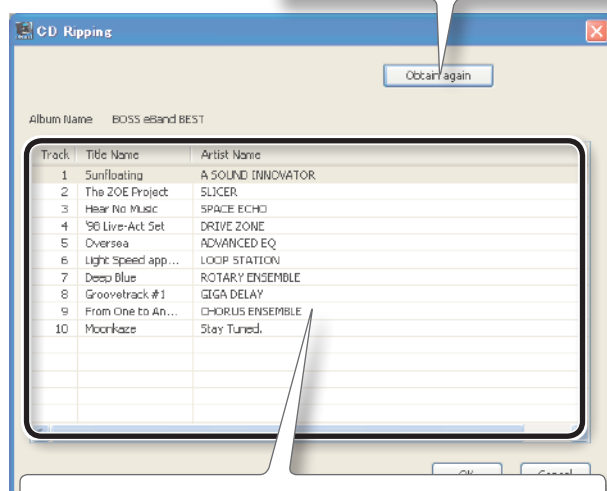 CD Ripping
Obtain again
Album Name BOSS eBand BEST
Track Title Name Artist Name
1 Sunfloating A SOUND INNOVATOR
2 The ZOE Project SLICER
3 Hear No Music SPACE ECHO
4 '98 Live-Act Set DRIVE ZONE
5 Oversea ADVANCED EQ
6 Light Speed app... LOOP STATION
7 Deep Blue ROTARY ENSEMBLE
8 Groovetrack #1 GIGA DELAY
9 From One to An... CHORUS ENSEMBLE
10 Moonkaze Stay Tuned.
OK Cancel